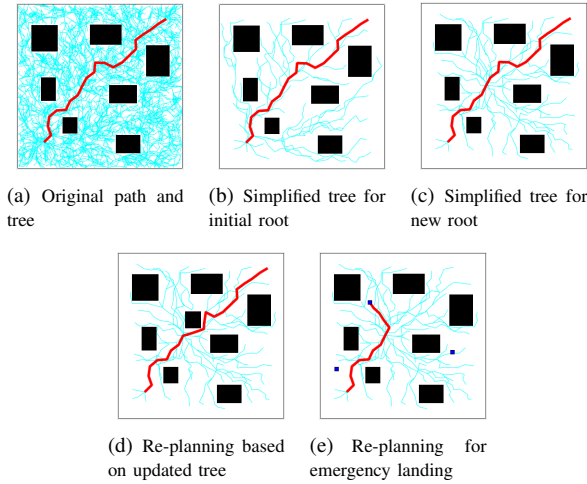 (a) Original path and
tree
(b) Simplified tree for
initial root
(c) Simplified tree for
new root
(d) Re-planning based
on updated tree
(e) Re-planning for
emergency landing